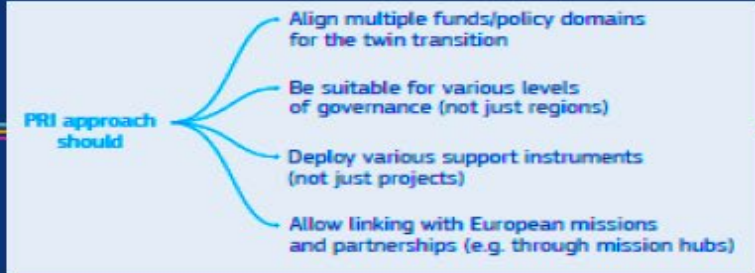 Align multiple funds/policy domains
for the twin transition
Be suitable for various levels
of governance (not just regions)
PRI approach
should
Deploy various support instruments
(not just projects)
Allow linking with European missions
and partnerships (e.g. through mission hubs)